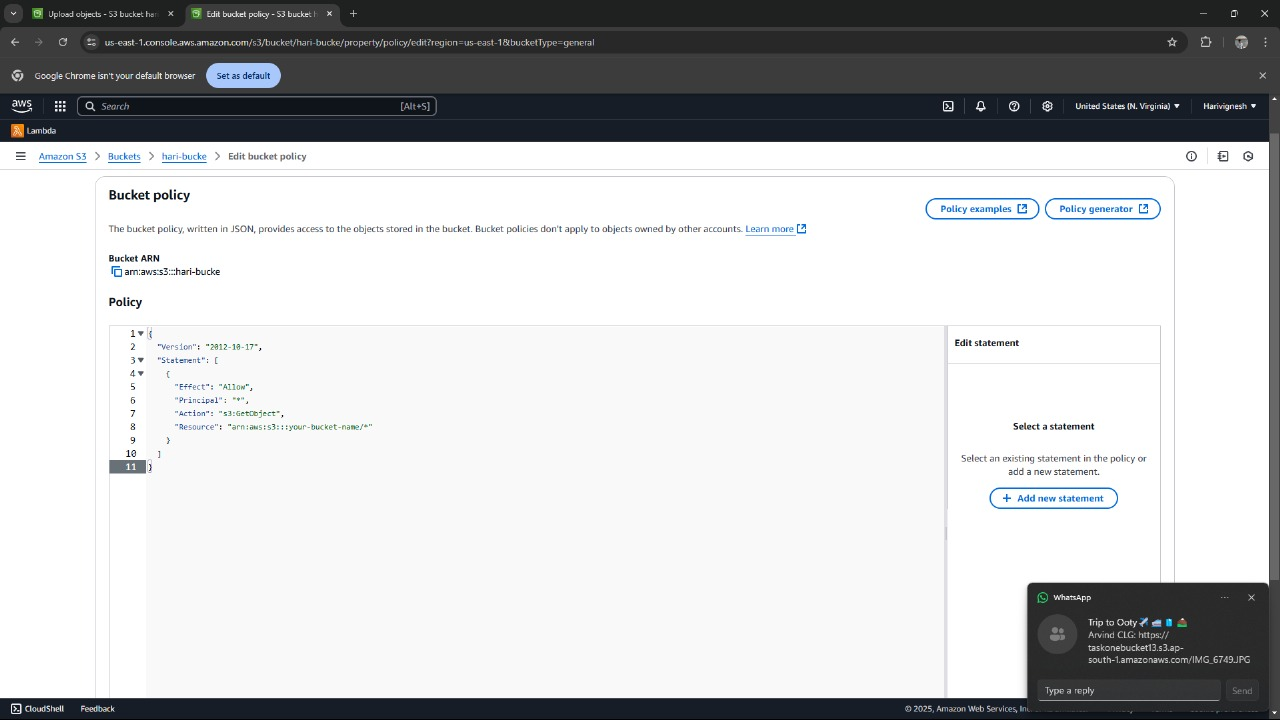 Upload objects - S3 bucket har
Edit bucket policy - S3 bucket h
us-east-1.console.aws.amazon.com/s3/bucket/hari-bucke/property/policy/edit?region=us-east-1&bucketType=general
Google Chrome isn't your default browser
Set as default
aws
Search
[Alt+S]
United States (N. Virginia)
Harivignesh
Lambda
Amazon S3 > Buckets > hari-bucke > Edit bucket policy
Bucket policy
Policy examples
Policy generator
The bucket policy, written in JSON, provides access to the objects stored in the bucket. Bucket policies don't apply to objects owned by other accounts. Learn more
Bucket ARN
arn:aws:s3:::hari-bucke
Policy
1 {
2 "Version": "2012-10-17",
3 "Statement": [
4 {
5 "Effect": "Allow",
6 "Principal": "*",
7 "Action": "s3:GetObject",
8 "Resource": "arn:aws:s3:::your-bucket-name/*"
9 }
10 ]
11 }
Edit statement
Select a statement
Select an existing statement in the policy or
add a new statement.
+ Add new statement
WhatsApp
Trip to Ooty
Arvind CLG: https://
taskonebucket13.s3.ap-
south-1.amazonaws.com/IMG_6749.JPG
Type a reply
Send
CloudShell
Feedback
© 2025, Amazon Web Services,